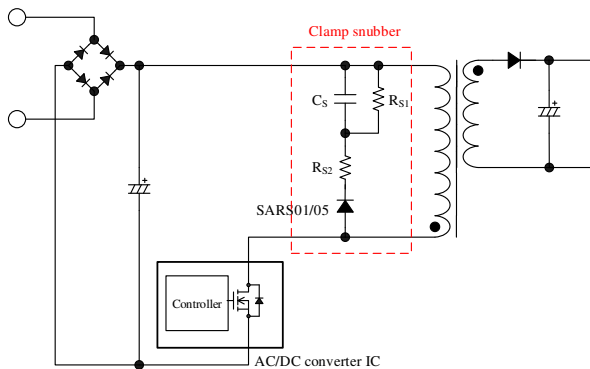 Clamp snubber
CS
RS1
RS2
SARS01/05
Controller
AC/DC converter IC
+
+